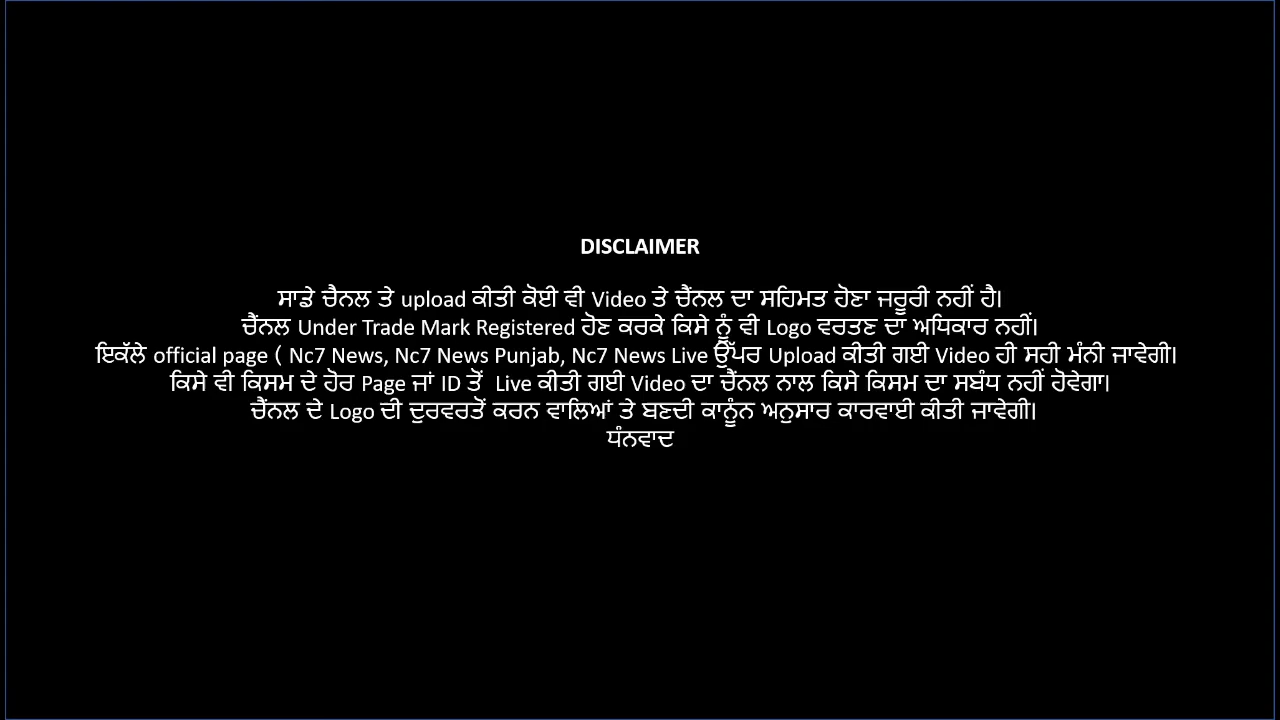 DISCLAIMER
ਸਾਡੇ ਚੈਨਲ ਤੇ upload ਕੀਤੀ ਕੋਈ ਵੀ Video ਤੇ ਚੈੱਨਲ ਦਾ ਸਹਿਮਤ ਹੋਣਾ ਜਰੂਰੀ ਨਹੀਂ ਹੈ।
ਚੈੱਨਲ Under Trade Mark Registered ਹੋਣ ਕਰਕੇ ਕਿਸੇ ਨੂੰ ਵੀ Logo ਵਰਤਣ ਦਾ ਅਧਿਕਾਰ ਨਹੀਂ।
ਇਕੱਲੇ official page ( Nc7 News, Nc7 News Punjab, Nc7 News Live ਉੱਪਰ Upload ਕੀਤੀ ਗਈ Video ਹੀ ਸਹੀ ਮੰਨੀ ਜਾਵੇਗੀ।
ਕਿਸੇ ਵੀ ਕਿਸਮ ਦੇ ਹੋਰ Page ਜਾਂ ID ਤੋਂ  Live ਕੀਤੀ ਗਈ Video ਦਾ ਚੈੱਨਲ ਨਾਲ ਕਿਸੇ ਕਿਸਮ ਦਾ ਸਬੰਧ ਨਹੀਂ ਹੋਵੇਗਾ।
ਚੈੱਨਲ ਦੇ Logo ਦੀ ਦੁਰਵਰਤੋਂ ਕਰਨ ਵਾਲਿਆਂ ਤੇ ਬਣਦੀ ਕਾਨੂੰਨ ਅਨੁਸਾਰ ਕਾਰਵਾਈ ਕੀਤੀ ਜਾਵੇਗੀ।
ਧੰਨਵਾਦ